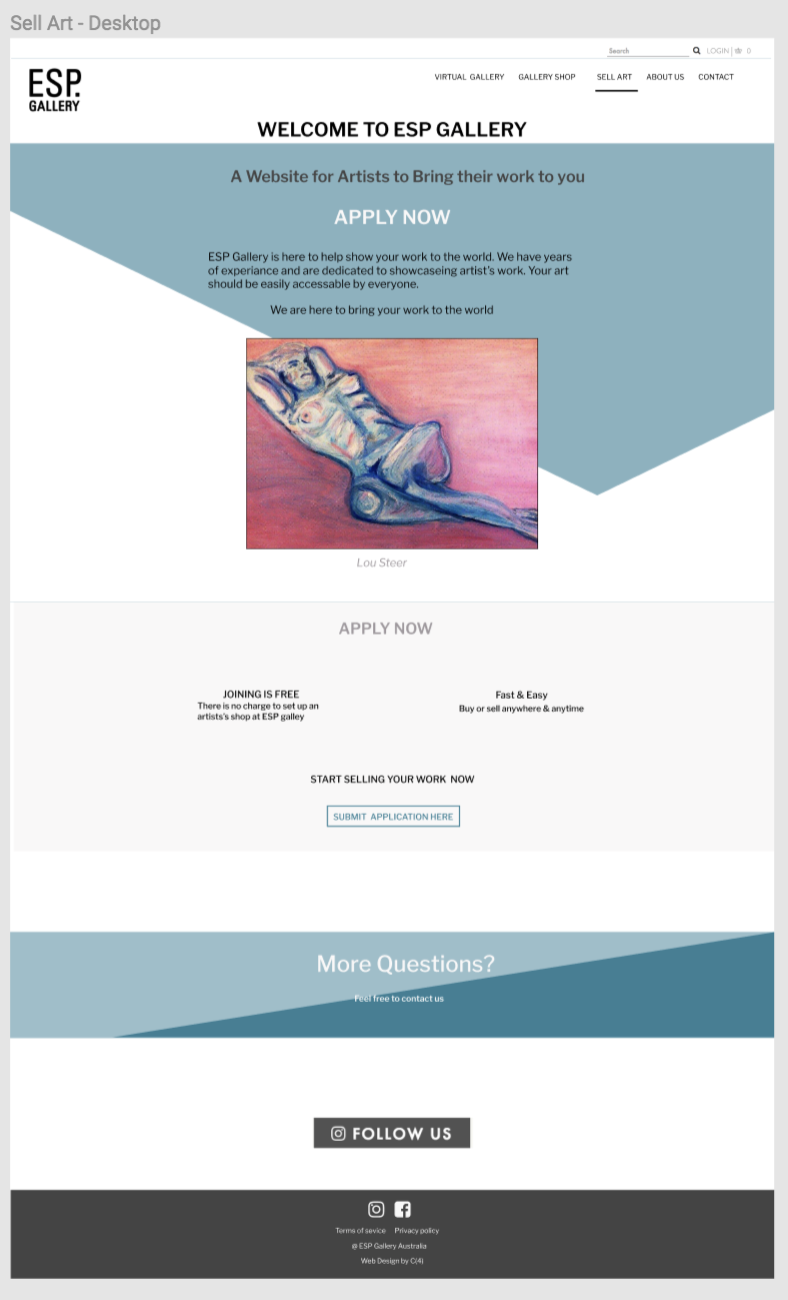 Sell Art - Desktop
Search LOGIN | 0
ESP.
GALLERY
VIRTUAL GALLERY GALLERY SHOP SELL ART ABOUT US CONTACT
WELCOME TO ESP GALLERY
A Website for Artists to Bring their work to you
APPLY NOW
ESP Gallery is here to help show your work to the world. We have years
of experiance and are dedicated to showcaseing artist's work. Your art
should be easily accessable by everyone.
We are here to bring your work to the world
Lou Steer
APPLY NOW
JOINING IS FREE
There is no charge to set up an
artists's shop at ESP galley
Fast & Easy
Buy or sell anywhere & anytime
START SELLING YOUR WORK NOW
SUBMIT APPLICATION HERE
More Questions?
Feel free to contact us
FOLLOW US
Terms of sevice Privacy policy
@ ESP Gallery Australia
Web Design by C(4)